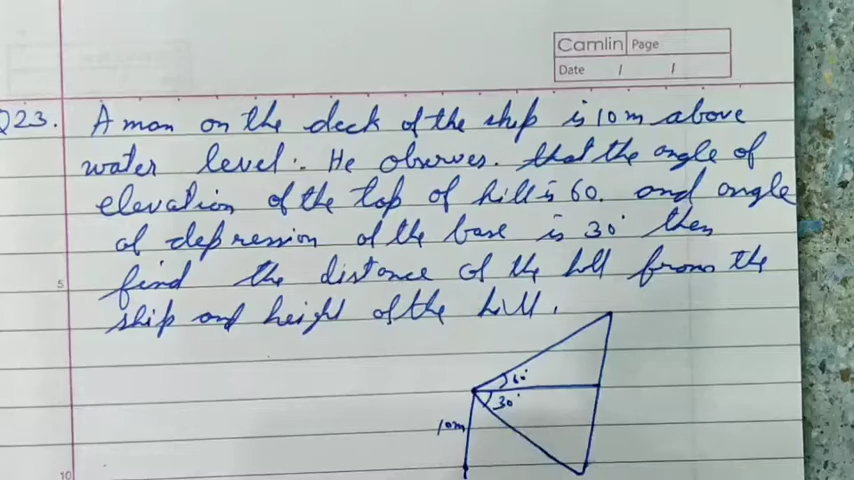 Camlin Page
Date / /
Q23. A man on the deck of the ship is 10m above
water level. He observes. that the angle of
elevation of the top of hill is 60. and angle
of depression of the base is 30° then
find the distance of the hill from the
ship and height of the hill.
5
60°
30°
10m
10